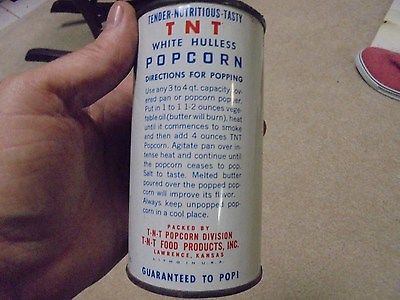 TENDER-NUTRITIOUS-TASTY
TNT
WHITE HULLESS
POPCORN
DIRECTIONS FOR POPPING
Use any 3 to 4 qt. capacity, cov-
ered pan or popcorn popper.
Put in 1 to 1 1-2 ounces vege-
table oil (butter will burn), heat
until it commences to smoke
and then add 4 ounces TNT
Popcorn. Agitate pan over in-
tense heat and continue until
the popcorn ceases to pop.
Salt to taste. Melted butter
poured over the popped pop-
corn will improve its flavor.
Always keep unpopped pop-
corn in a cool place.
PACKED BY
T-N-T POPCORN DIVISION
T-N-T FOOD PRODUCTS, INC.
LAWRENCE, KANSAS
LITHO IN U.S.A.
GUARANTEED TO POP!